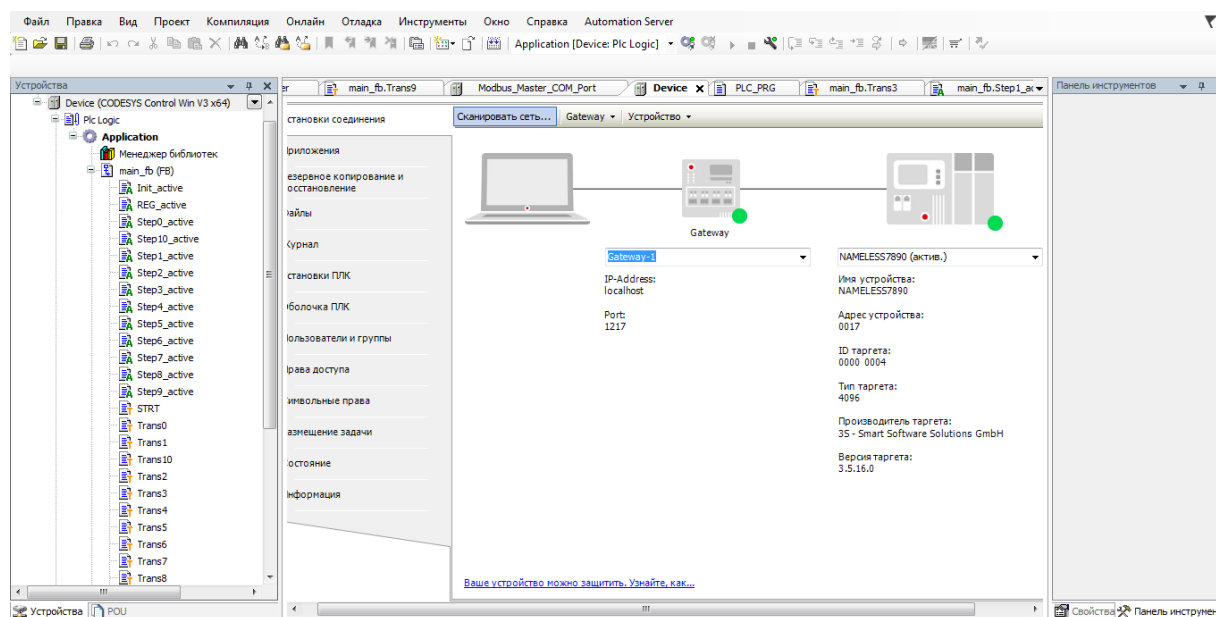 Файл Правка Вид Проект Компиляция Онлайн Отладка Инструменты Окно Справка Automation Server
Application [Device: Plc Logic]
Устройства
Device (CODESYS Control Win V3 x64)
Plc Logic
Application
Менеджер библиотек
main_fb (FB)
Init_active
REG_active
Step0_active
Step10_active
Step1_active
Step2_active
Step3_active
Step4_active
Step5_active
Step6_active
Step7_active
Step8_active
Step9_active
STRT
Trans0
Trans1
Trans10
Trans2
Trans3
Trans4
Trans5
Trans6
Trans7
Trans8
Устройства POU
er main_fb.Trans9 Modbus_Master_COM_Port Device PLC_PRG main_fb.Trans3 main_fb.Step1_ac
становки соединения
риложения
езервное копирование и
осстановление
айлы
урнал
становки ПЛК
болочка ПЛК
ользователи и группы
рава доступа
имвольные права
азмещение задачи
остояние
нформация
Сканировать сеть... Gateway Устройство
Gateway
Gateway-1
IP-Address:
localhost
Port:
1217
NAMELESS7890 (актив.)
Имя устройства:
NAMELESS7890
Адрес устройства:
0017
ID таргета:
0000 0004
Тип таргета:
4096
Производитель таргета:
3S - Smart Software Solutions GmbH
Версия таргета:
3.5.16.0
Ваше устройство можно защитить. Узнайте, как...
Панель инструментов
Свойства Панель инструмен